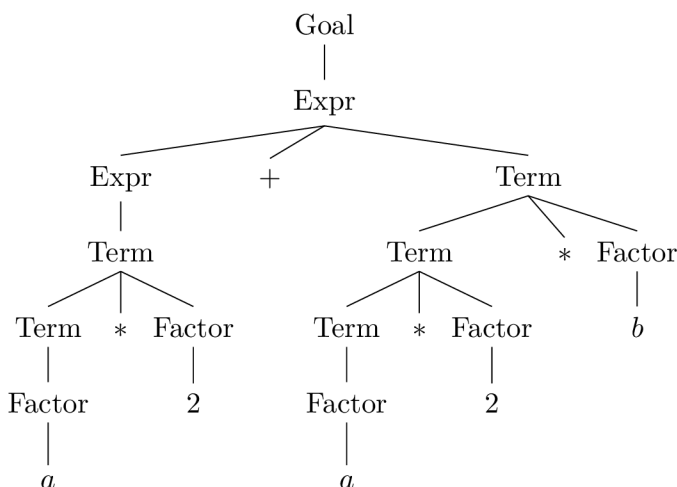 Goal
Expr
Expr + Term
Term Term * Factor
Term * Factor Term * Factor b
Factor 2 Factor 2
a a